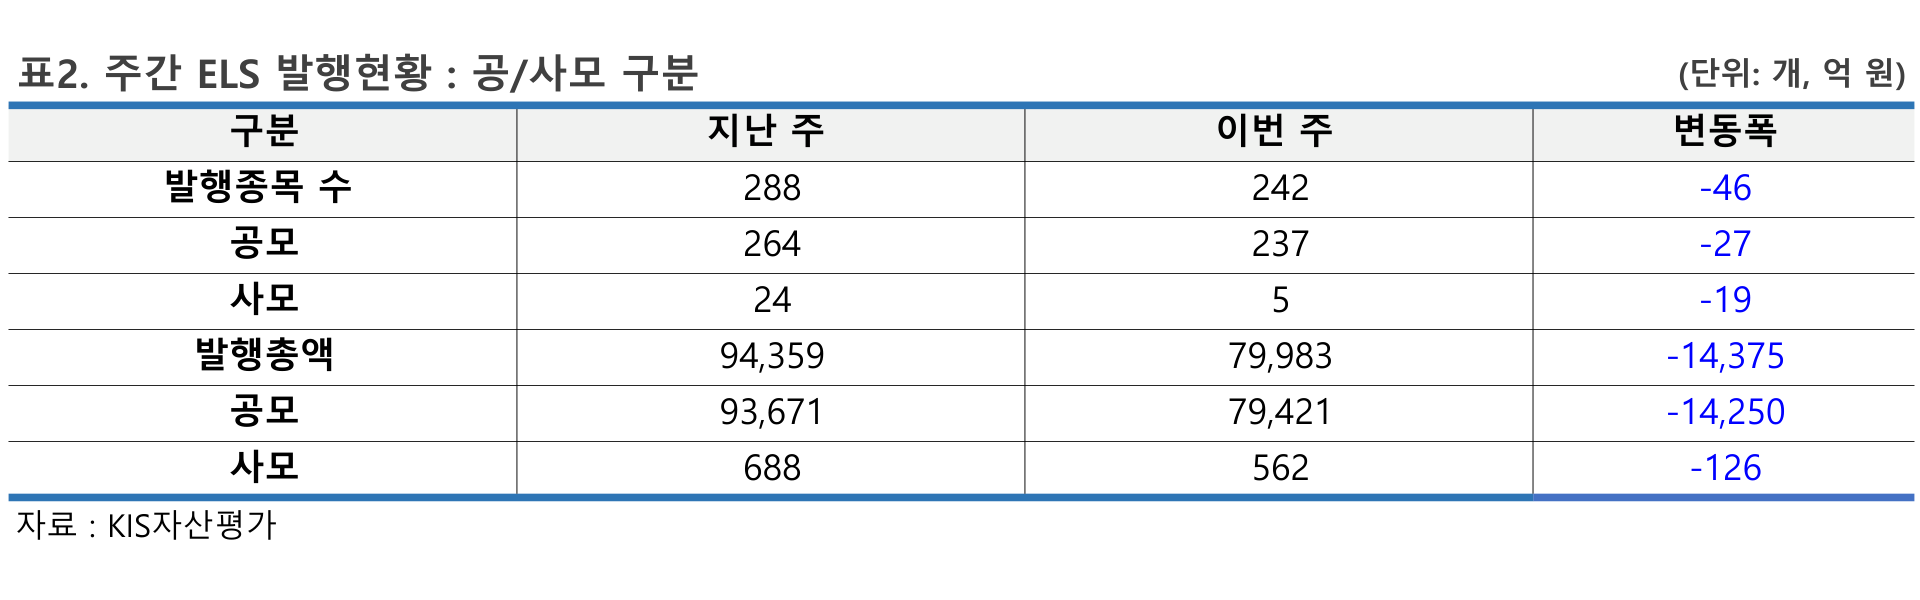 표2. 주간 ELS 발행현황 : 공/사모 구분 (단위: 개, 억 원)
구분 지난 주 이번 주 변동폭
발행종목 수 288 242 -46
공모 264 237 -27
사모 24 5 -19
발행총액 94,359 79,983 -14,375
공모 93,671 79,421 -14,250
사모 688 562 -126
자료 : KIS자산평가